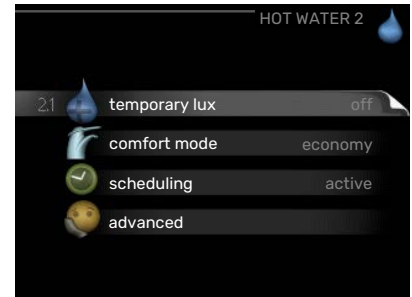 HOT WATER 2
2.1 temporary lux off
comfort mode economy
scheduling active
advanced